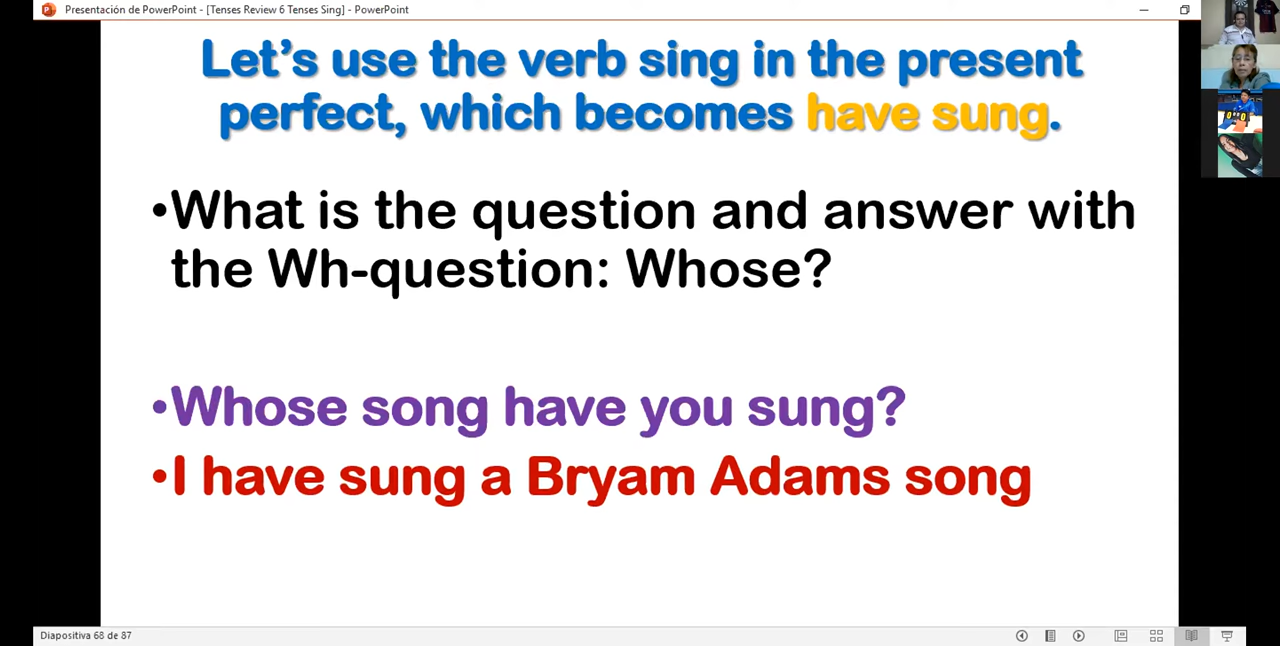 Presentación de PowerPoint - [Tenses Review 6 Tenses Sing] - PowerPoint
Let's use the verb sing in the present
perfect, which becomes have sung.
•What is the question and answer with
the Wh-question: Whose?
•Whose song have you sung?
•I have sung a Bryam Adams song
Diapositiva 68 de 87